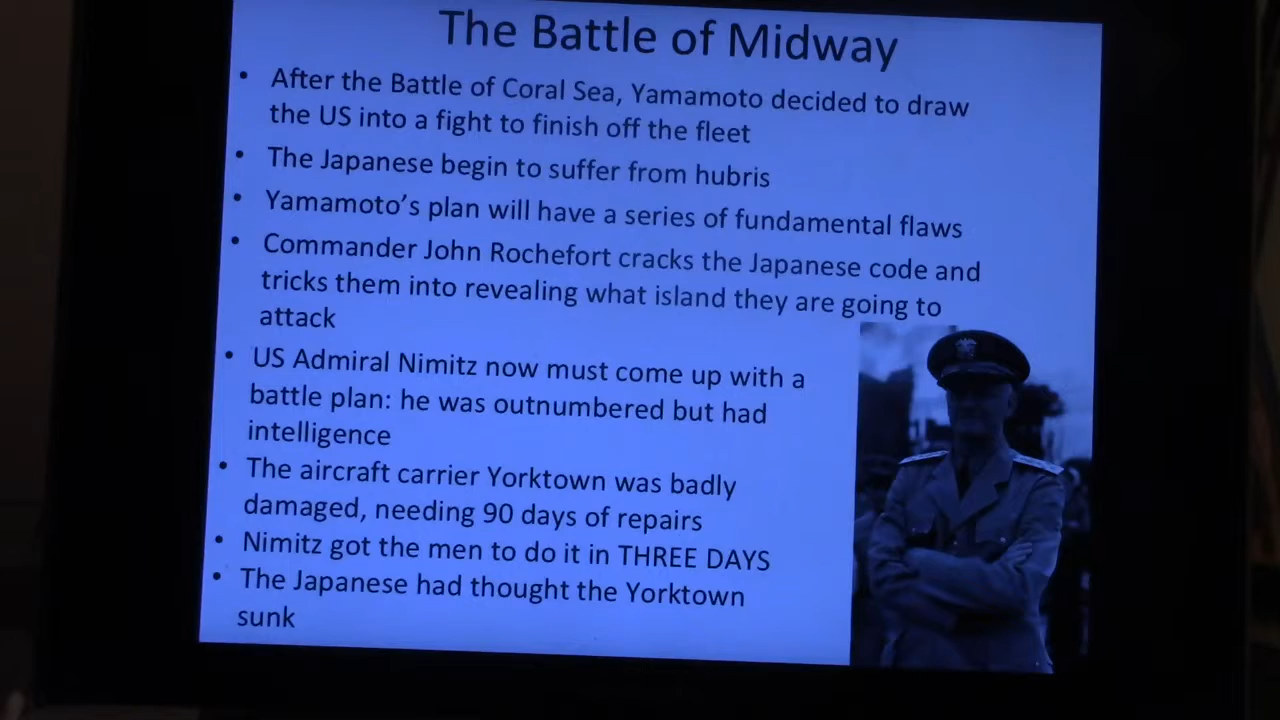 The Battle of Midway
• After the Battle of Coral Sea, Yamamoto decided to draw
the US into a fight to finish off the fleet
• The Japanese begin to suffer from hubris
• Yamamoto's plan will have a series of fundamental flaws
• Commander John Rochefort cracks the Japanese code and
tricks them into revealing what island they are going to
attack
• US Admiral Nimitz now must come up with a
battle plan: he was outnumbered but had
intelligence
• The aircraft carrier Yorktown was badly
damaged, needing 90 days of repairs
• Nimitz got the men to do it in THREE DAYS
• The Japanese had thought the Yorktown
sunk